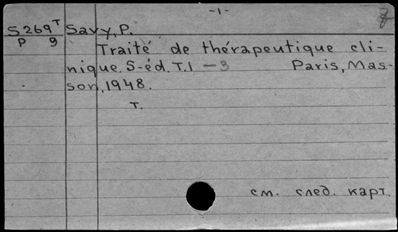 -1-
S269ᵀ Savy, P.
P 9
Traité de thérapeutique cli-
nique. 5-éd. T. 1 - 3 Paris, Mas-
son, 1948.
T.
см. след. карт.